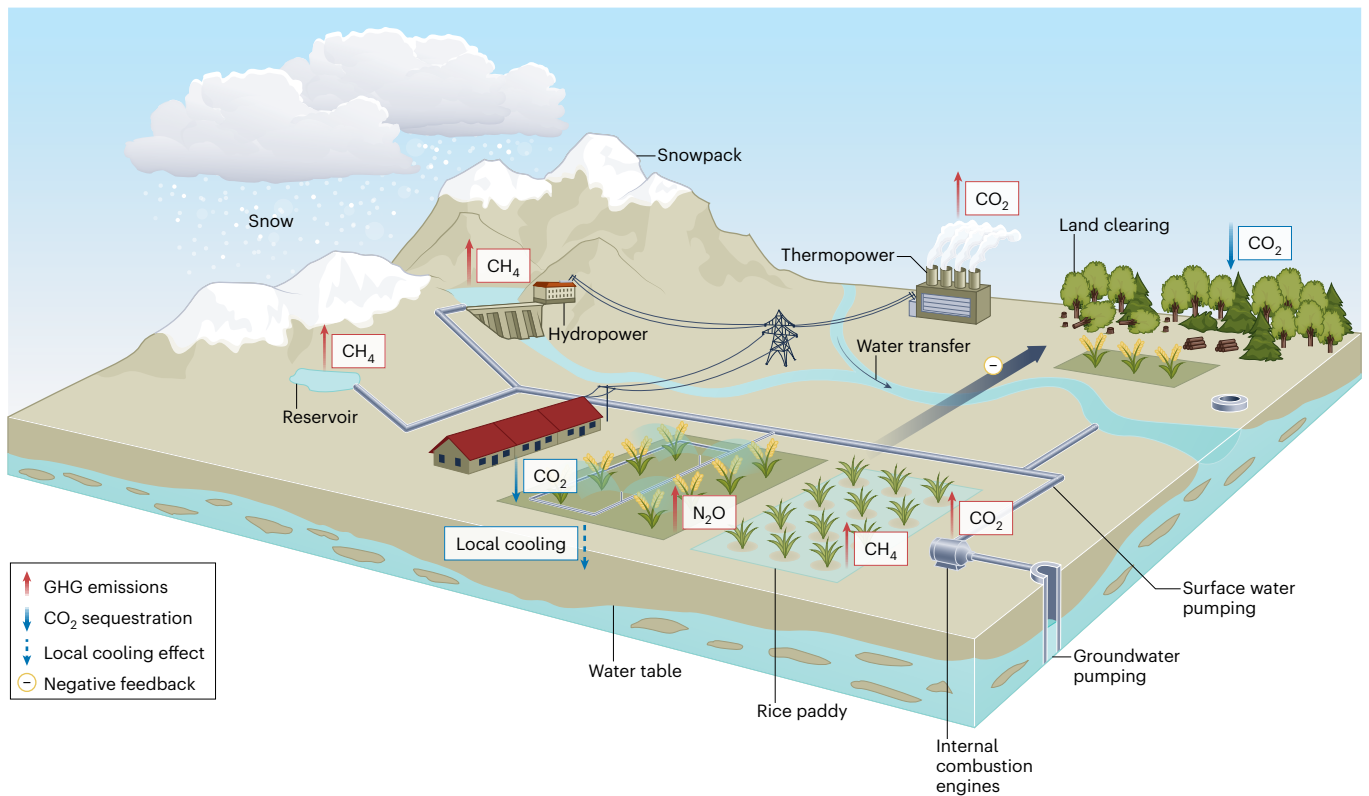 Snowpack
Snow
CO₂
Land clearing
CO₂
Thermopower
CH₄
Hydropower
CH₄
Water transfer
−
Reservoir
CO₂
N₂O
CO₂
Local cooling
CH₄
GHG emissions
CO₂ sequestration
Local cooling effect
− Negative feedback
Surface water
pumping
Water table
Groundwater
pumping
Rice paddy
Internal
combustion
engines